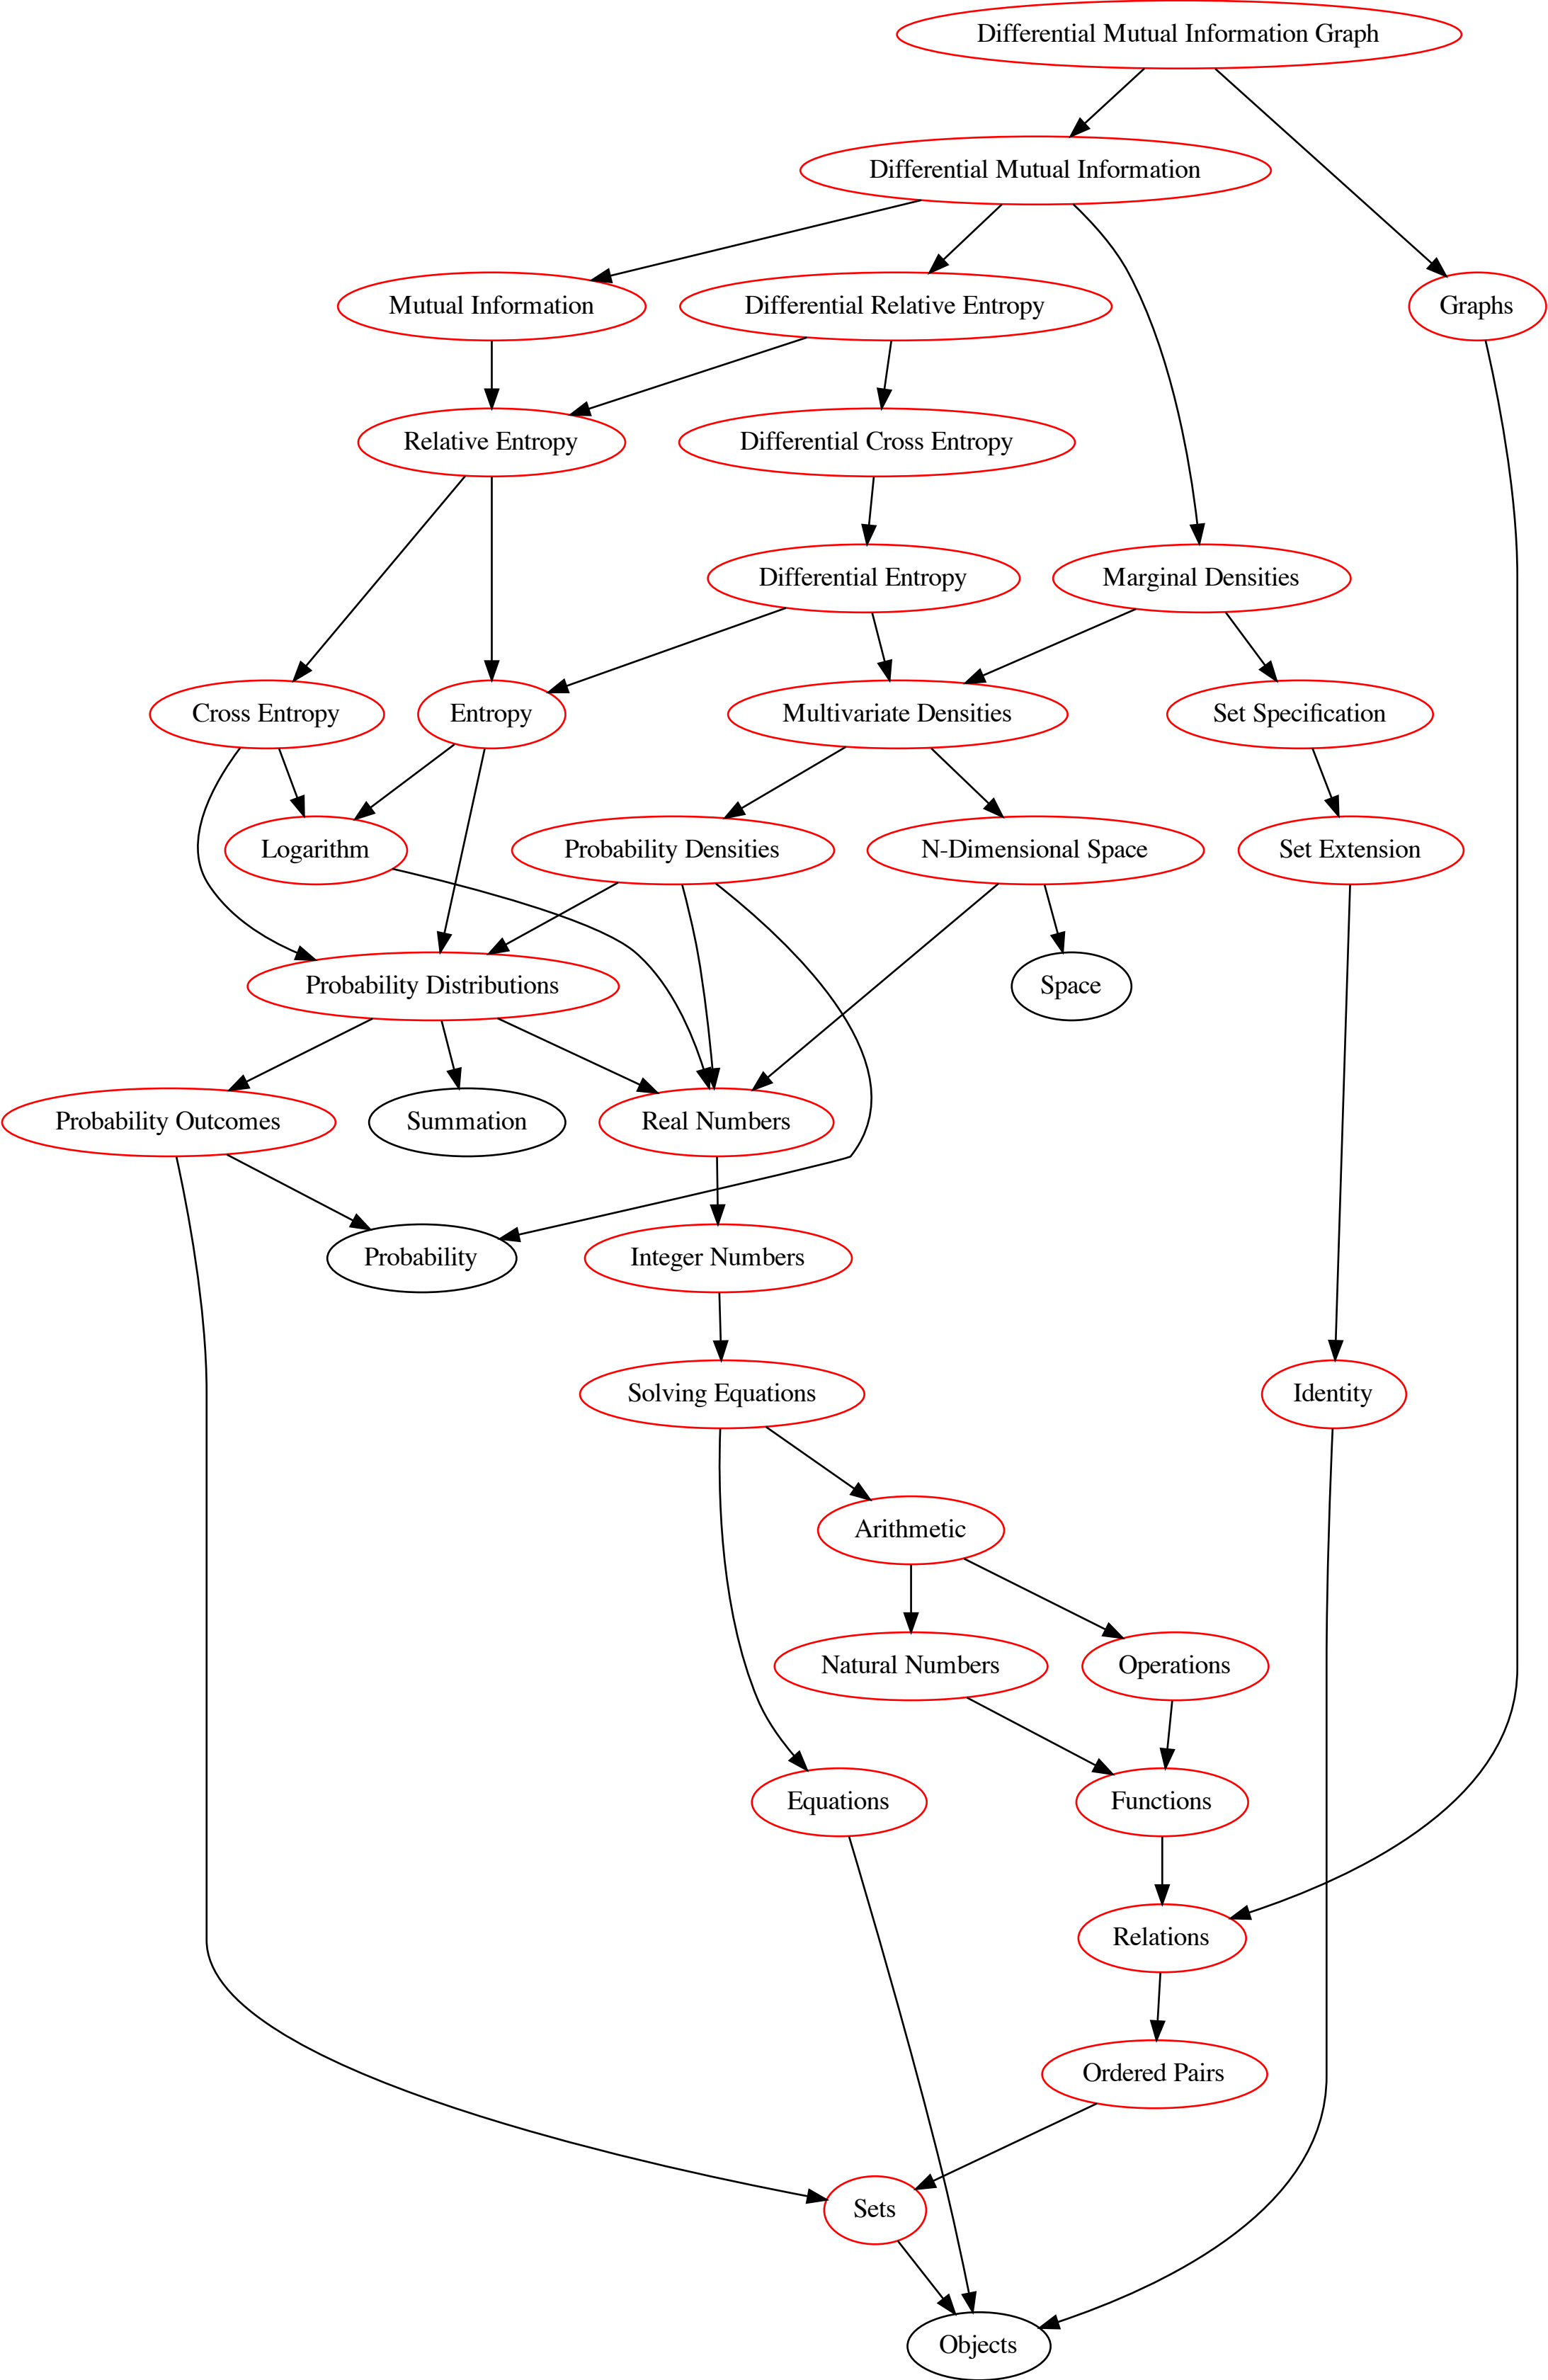 Differential Mutual Information Graph
Differential Mutual Information
Mutual Information
Differential Relative Entropy
Graphs
Relative Entropy
Differential Cross Entropy
Differential Entropy
Marginal Densities
Cross Entropy
Entropy
Multivariate Densities
Set Specification
Logarithm
Probability Densities
N-Dimensional Space
Set Extension
Probability Distributions
Space
Probability Outcomes
Summation
Real Numbers
Probability
Integer Numbers
Solving Equations
Identity
Arithmetic
Natural Numbers
Operations
Equations
Functions
Relations
Ordered Pairs
Sets
Objects